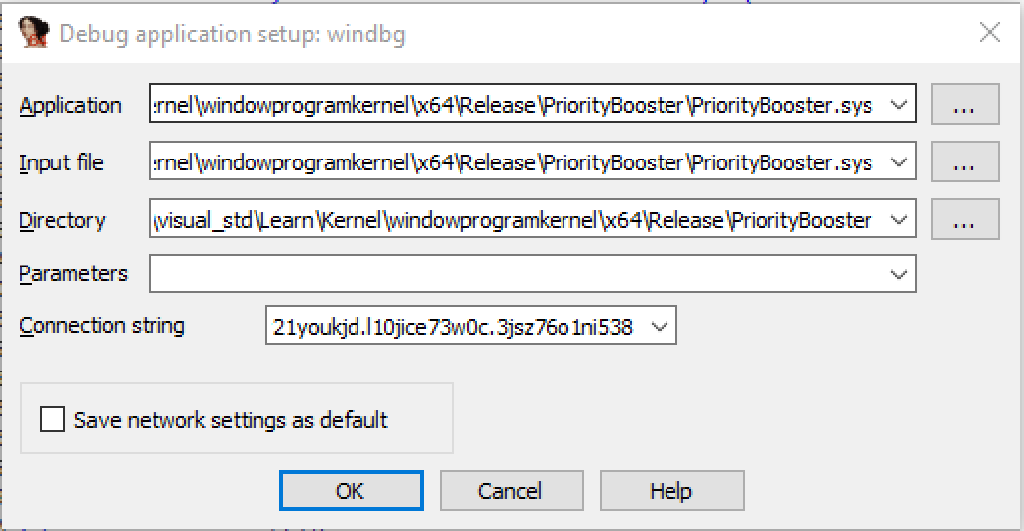 Debug application setup: windbg
Application :rnel\windowprogramkernel\x64\Release\PriorityBooster\PriorityBooster.sys ...
Input file :rnel\windowprogramkernel\x64\Release\PriorityBooster\PriorityBooster.sys ...
Directory \visual_std\Learn\Kernel\windowprogramkernel\x64\Release\PriorityBooster ...
Parameters
Connection string 21youkjd.l10jice73w0c.3jsz76o1ni538
Save network settings as default
OK Cancel Help